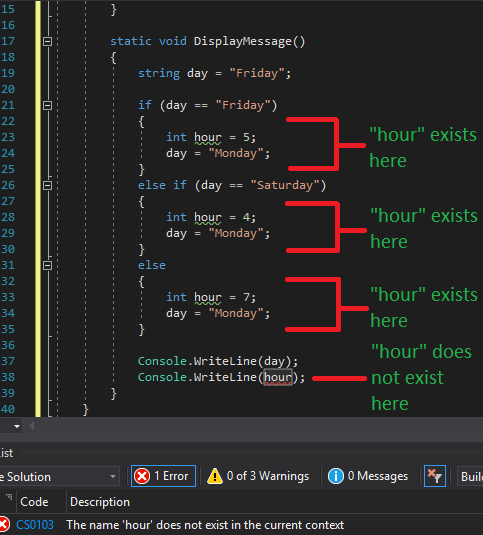 15 }
16
17 static void DisplayMessage()
18 {
19 string day = "Friday";
20
21 if (day == "Friday")
22 {
23 int hour = 5;
24 day = "Monday";
25 }
26 else if (day == "Saturday")
27 {
28 int hour = 4;
29 day = "Monday";
30 }
31 else
32 {
33 int hour = 7;
34 day = "Monday";
35 }
36
37 Console.WriteLine(day);
38 Console.WriteLine(hour);
39 }
40 }
"hour" exists
here
"hour" exists
here
"hour" exists
here
"hour" does
not exist
here
List
e Solution 1 Error 0 of 3 Warnings 0 Messages Buil
Code Description
CS0103 The name 'hour' does not exist in the current context